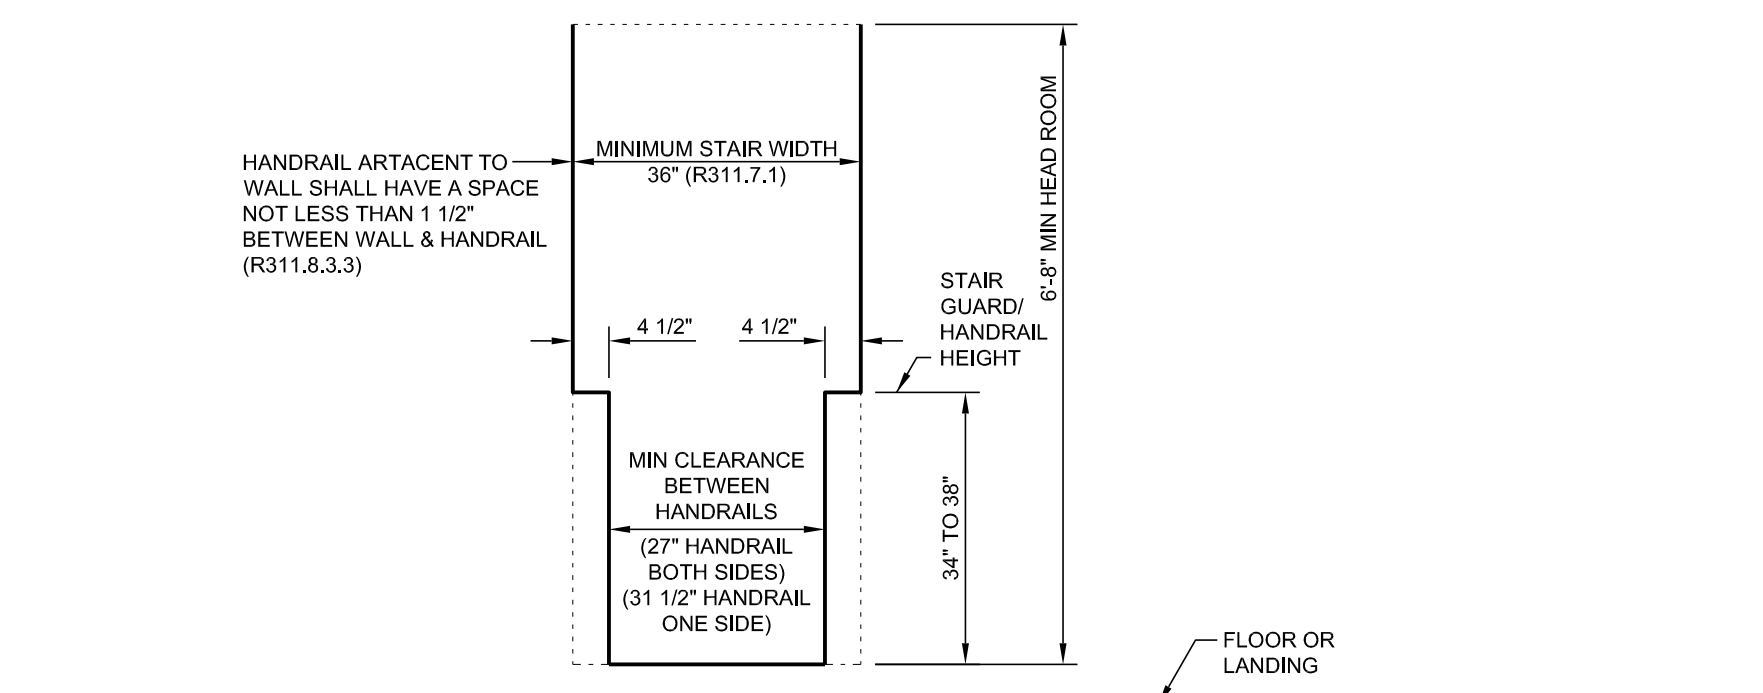 HANDRAIL ARTACENT TO
WALL SHALL HAVE A SPACE
NOT LESS THAN 1 1/2"
BETWEEN WALL & HANDRAIL
(R311.8.3.3)
MINIMUM STAIR WIDTH
36" (R311.7.1)
6'-8" MIN HEAD ROOM
STAIR
GUARD/
HANDRAIL
HEIGHT
4 1/2"
4 1/2"
MIN CLEARANCE
BETWEEN
HANDRAILS
(27" HANDRAIL
BOTH SIDES)
(31 1/2" HANDRAIL
ONE SIDE)
34" TO 38"
FLOOR OR
LANDING